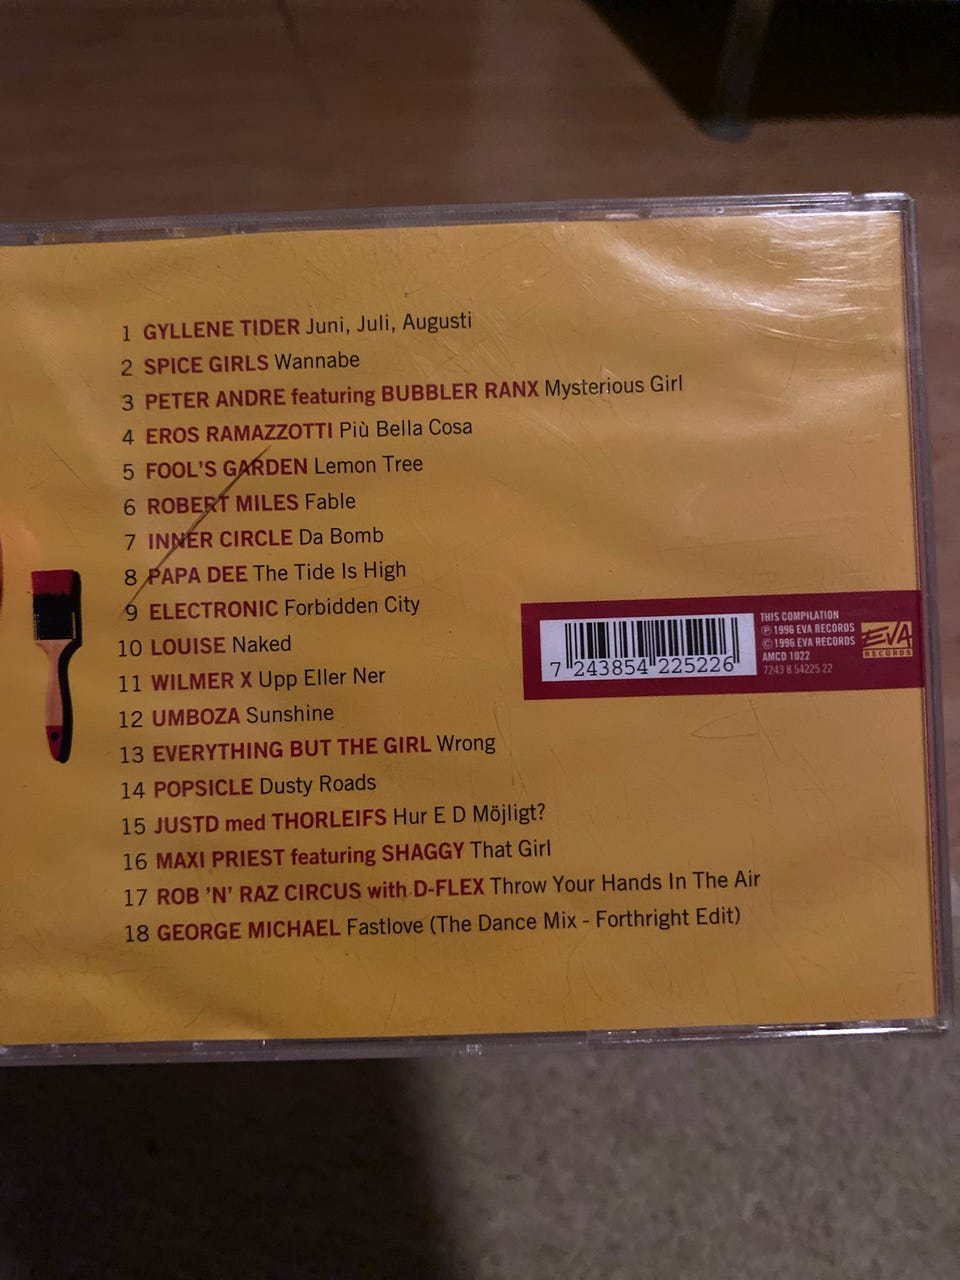 1 GYLLENE TIDER Juni, Juli, Augusti
2 SPICE GIRLS Wannabe
3 PETER ANDRE featuring BUBBLER RANX Mysterious Girl
4 EROS RAMAZZOTTI Più Bella Cosa
5 FOOL'S GARDEN Lemon Tree
6 ROBERT MILES Fable
7 INNER CIRCLE Da Bomb
8 PAPA DEE The Tide Is High
9 ELECTRONIC Forbidden City
10 LOUISE Naked
11 WILMER X Upp Eller Ner
12 UMBOZA Sunshine
13 EVERYTHING BUT THE GIRL Wrong
14 POPSICLE Dusty Roads
15 JUSTD med THORLEIFS Hur E D Möjligt?
16 MAXI PRIEST featuring SHAGGY That Girl
17 ROB 'N' RAZ CIRCUS with D-FLEX Throw Your Hands In The Air
18 GEORGE MICHAEL Fastlove (The Dance Mix - Forthright Edit)
7 243854 225226
THIS COMPILATION
℗ 1996 EVA RECORDS
© 1996 EVA RECORDS
AMCD 1022
7243 8 54225 22
EVA
RECORDS